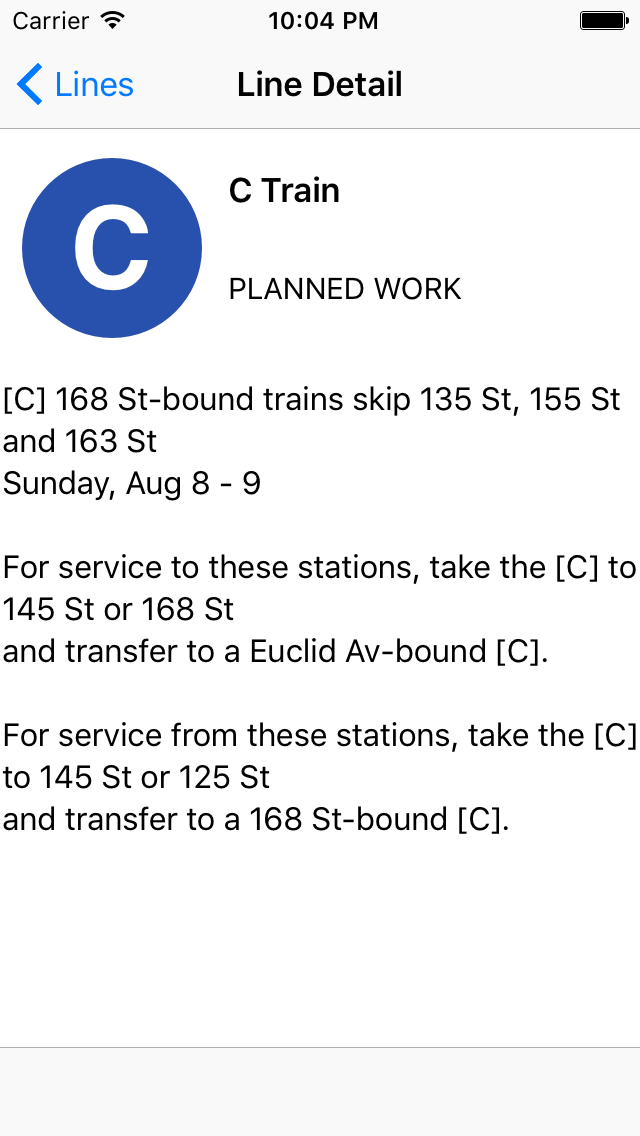 Carrier 10:04 PM
Lines Line Detail
C
C Train
PLANNED WORK
[C] 168 St-bound trains skip 135 St, 155 St
and 163 St
Sunday, Aug 8 - 9
For service to these stations, take the [C] to
145 St or 168 St
and transfer to a Euclid Av-bound [C].
For service from these stations, take the [C]
to 145 St or 125 St
and transfer to a 168 St-bound [C].